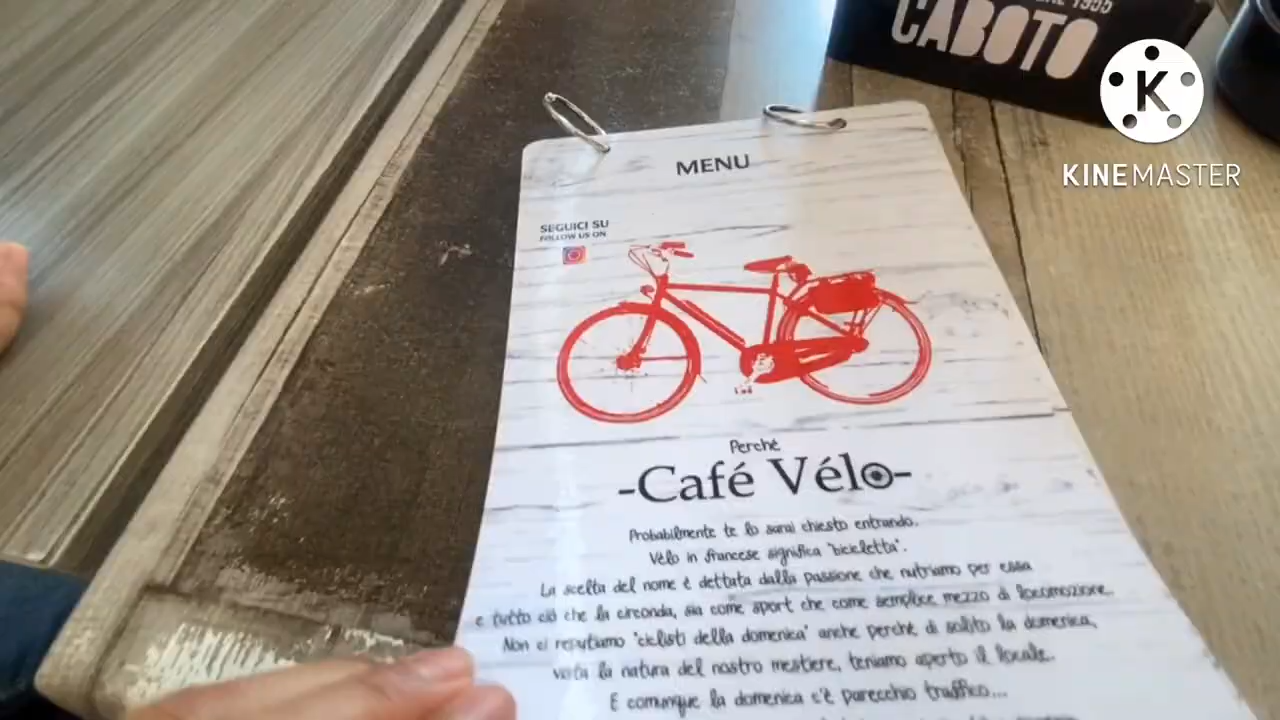 1955
CABOTO
K
KINEMASTER
MENU
SEGUICI SU
FOLLOW US ON
Perché
-Café Vélo-
Probabilmente te lo sarai chiesto entrando.
Vélo in francese significa "bicicletta".
La scelta del nome è dettata dalla passione che nutriamo per essa
e tutto ciò che la circonda, sia come sport che come semplice mezzo di locomozione.
Non ci reputiamo "ciclisti della domenica" anche perché di solito la domenica,
vista la natura del nostro mestiere, teniamo aperto il locale.
E comunque la domenica c'è parecchio traffico...